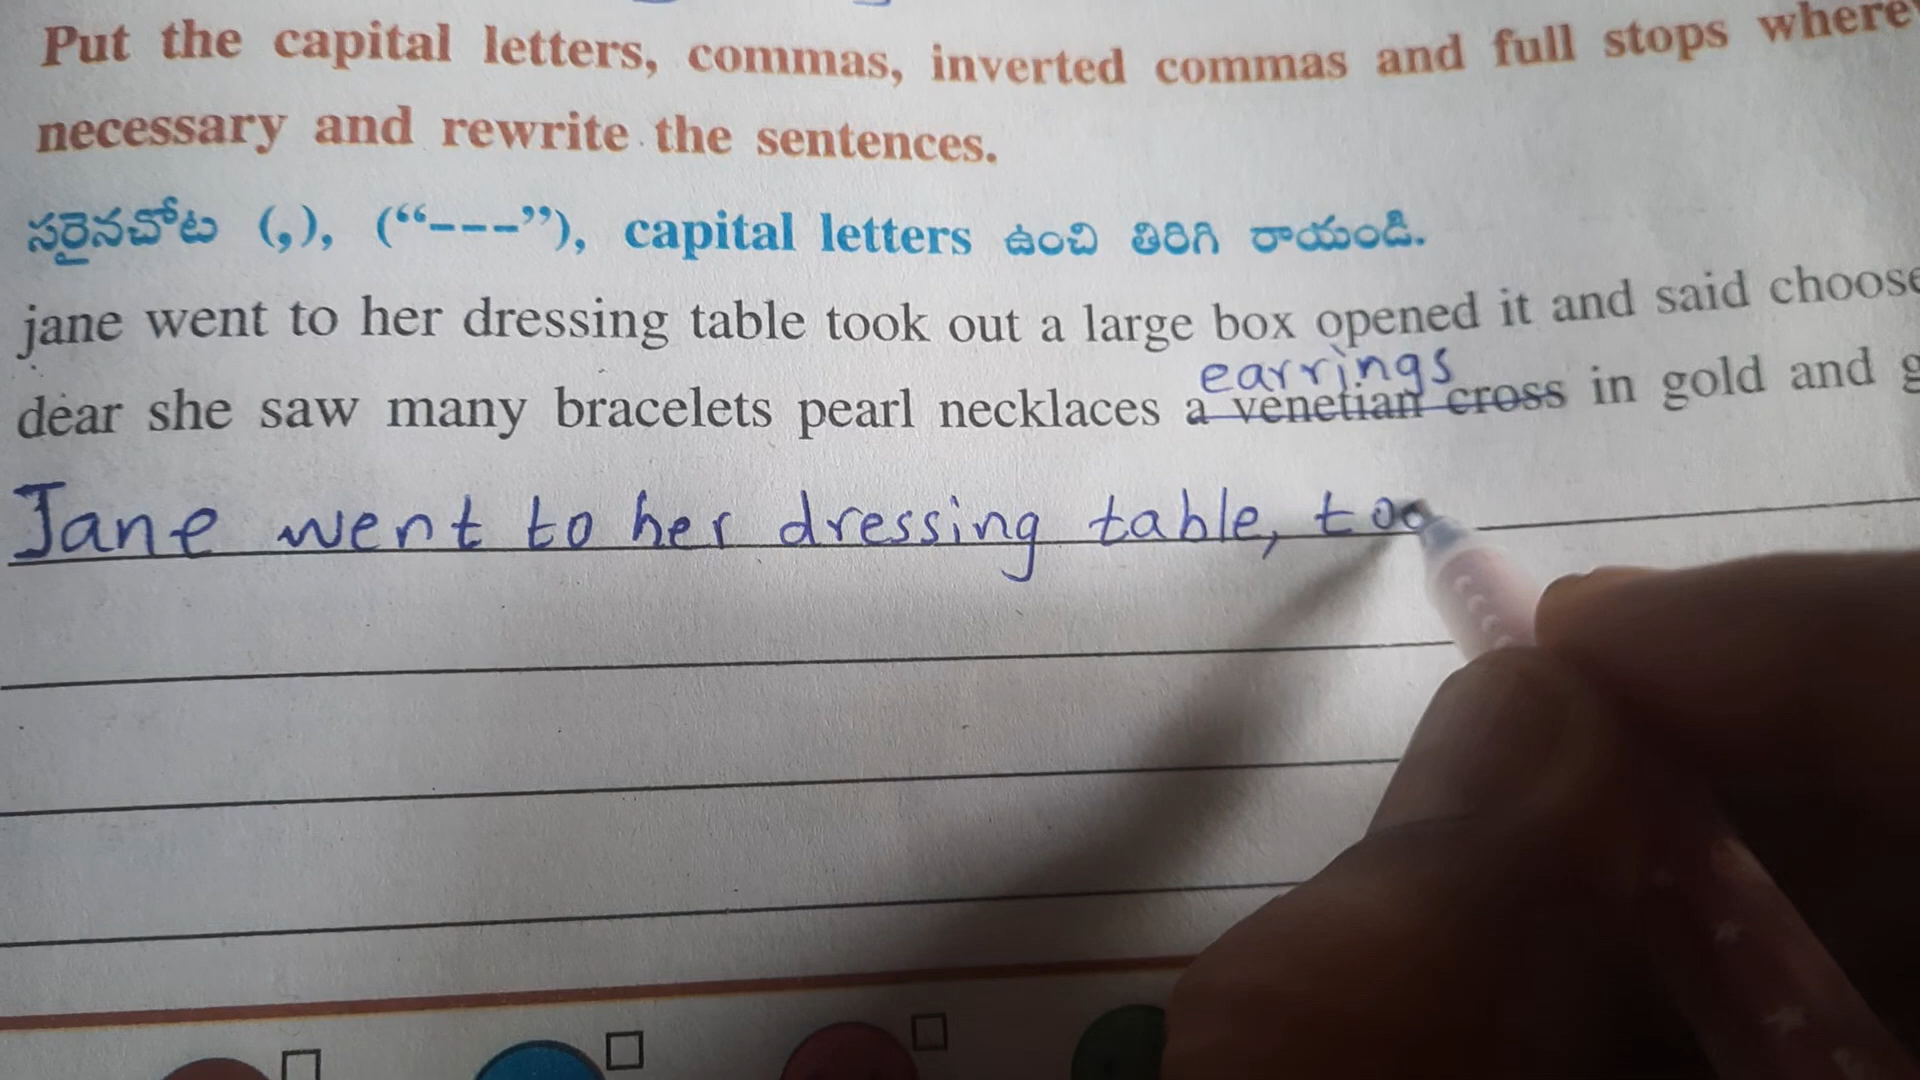 Put the capital letters, commas, inverted commas and full stops where
necessary and rewrite the sentences.
సరైనచోట (,), (“---”), capital letters ఉంచి తిరిగి రాయండి.
jane went to her dressing table took out a large box opened it and said choose
earrings
dear she saw many bracelets pearl necklaces a venetian cross in gold and
Jane went to her dressing table, too